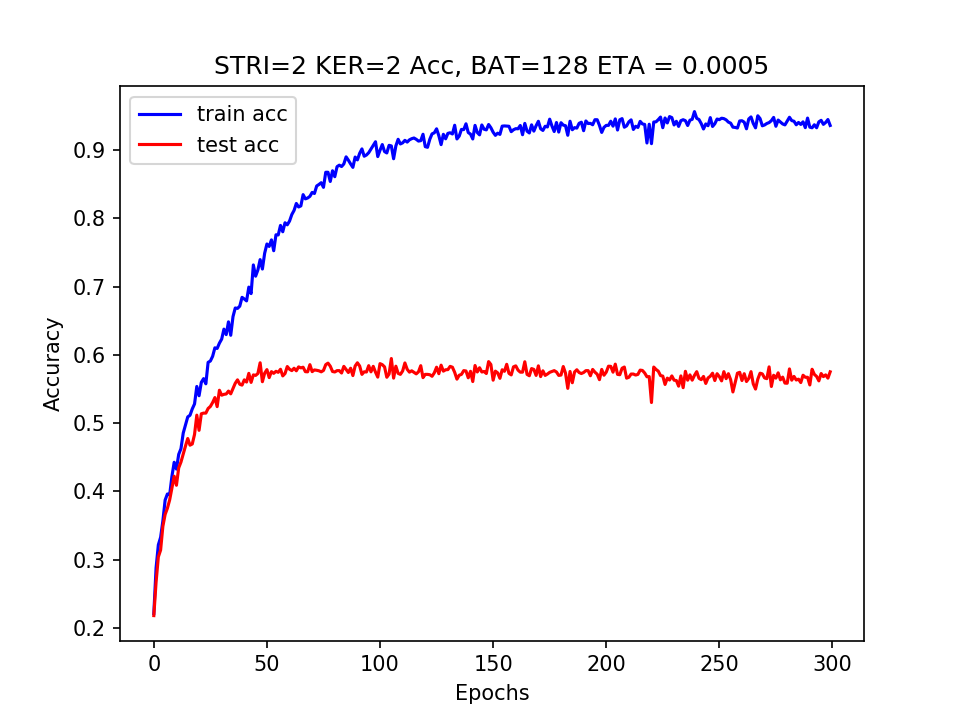 STRI=2 KER=2 Acc, BAT=128 ETA = 0.0005
train acc
test acc
Accuracy
0.9
0.8
0.7
0.6
0.5
0.4
0.3
0.2
0 50 100 150 200 250 300
Epochs